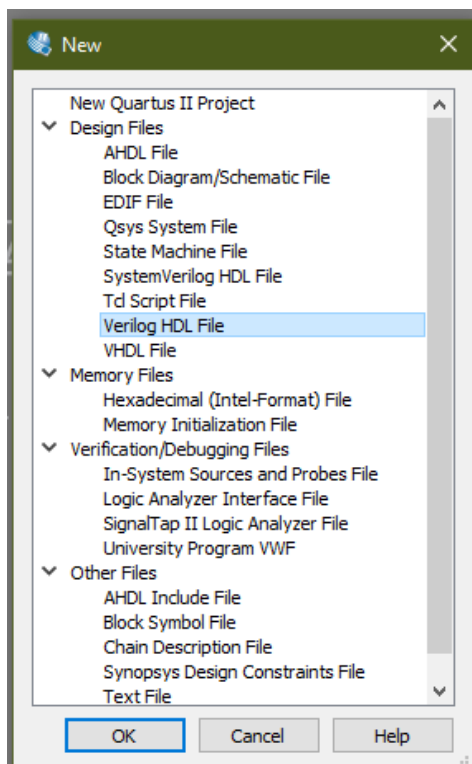 New
New Quartus II Project
Design Files
AHDL File
Block Diagram/Schematic File
EDIF File
Qsys System File
State Machine File
SystemVerilog HDL File
Tcl Script File
Verilog HDL File
VHDL File
Memory Files
Hexadecimal (Intel-Format) File
Memory Initialization File
Verification/Debugging Files
In-System Sources and Probes File
Logic Analyzer Interface File
SignalTap II Logic Analyzer File
University Program VWF
Other Files
AHDL Include File
Block Symbol File
Chain Description File
Synopsys Design Constraints File
Text File
OK Cancel Help